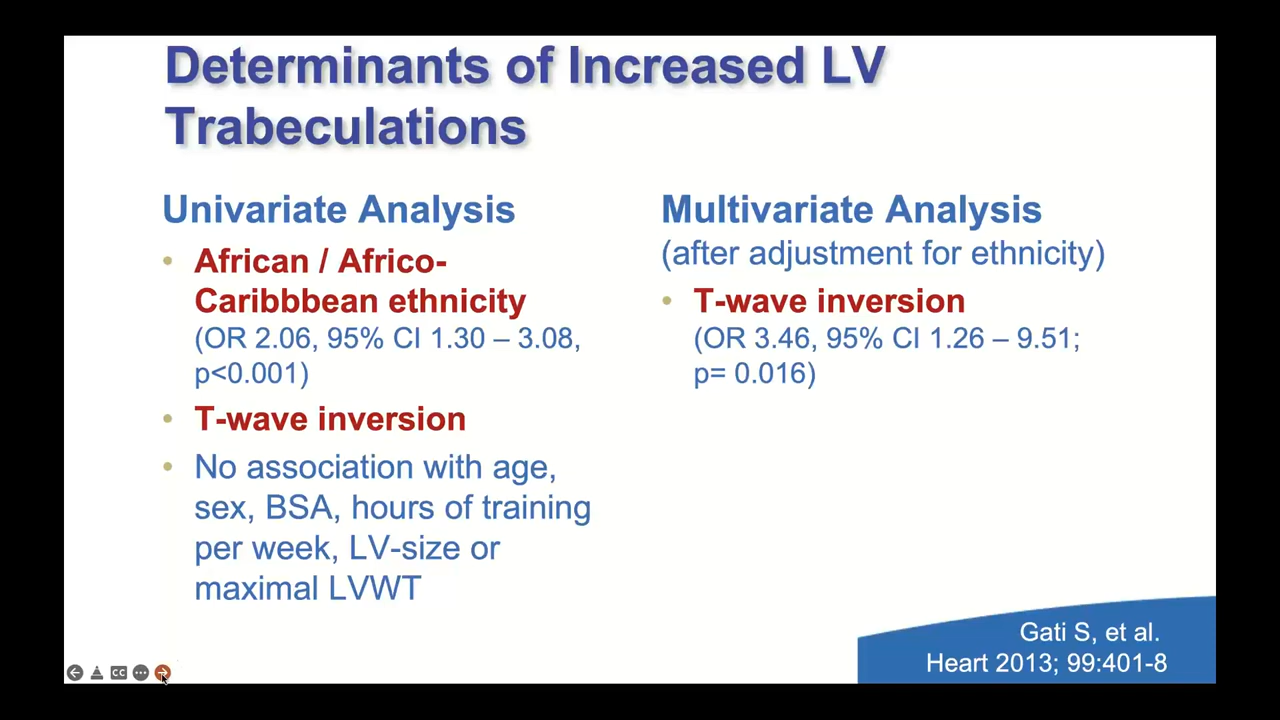 Determinants of Increased LV
Trabeculations
Univariate Analysis
• African / Africo-
Caribbbean ethnicity
(OR 2.06, 95% CI 1.30 – 3.08,
p<0.001)
• T-wave inversion
• No association with age,
sex, BSA, hours of training
per week, LV-size or
maximal LVWT
Multivariate Analysis
(after adjustment for ethnicity)
• T-wave inversion
(OR 3.46, 95% CI 1.26 – 9.51;
p= 0.016)
Gati S, et al.
Heart 2013; 99:401-8
CC